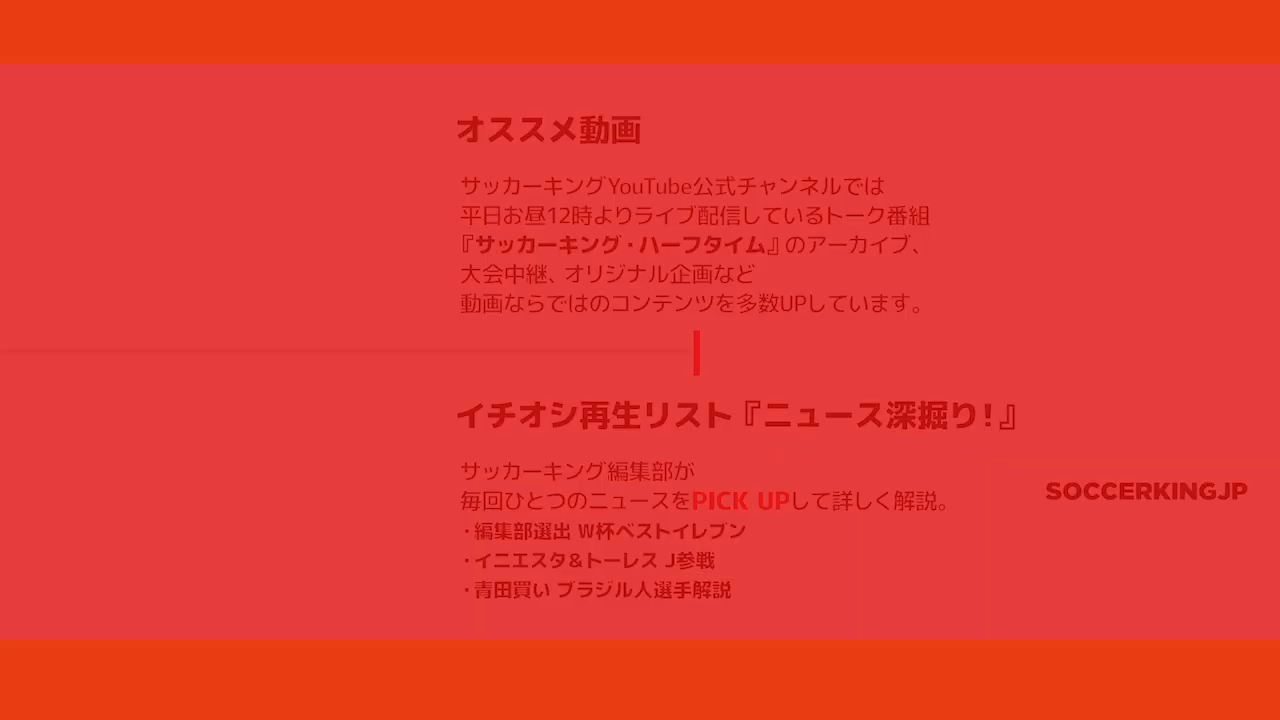 オススメ動画
サッカーキングYouTube公式チャンネルでは
平日お昼12時よりライブ配信しているトーク番組
『サッカーキング・ハーフタイム』のアーカイブ、
大会中継、オリジナル企画など
動画ならではのコンテンツを多数UPしています。
イチオシ再生リスト『ニュース深掘り!』
サッカーキング編集部が
毎回ひとつのニュースをPICK UPして詳しく解説。
・編集部選出 W杯ベストイレブン
・イニエスタ&トーレス J参戦
・青田買い ブラジル人選手解説
SOCCERKINGJP